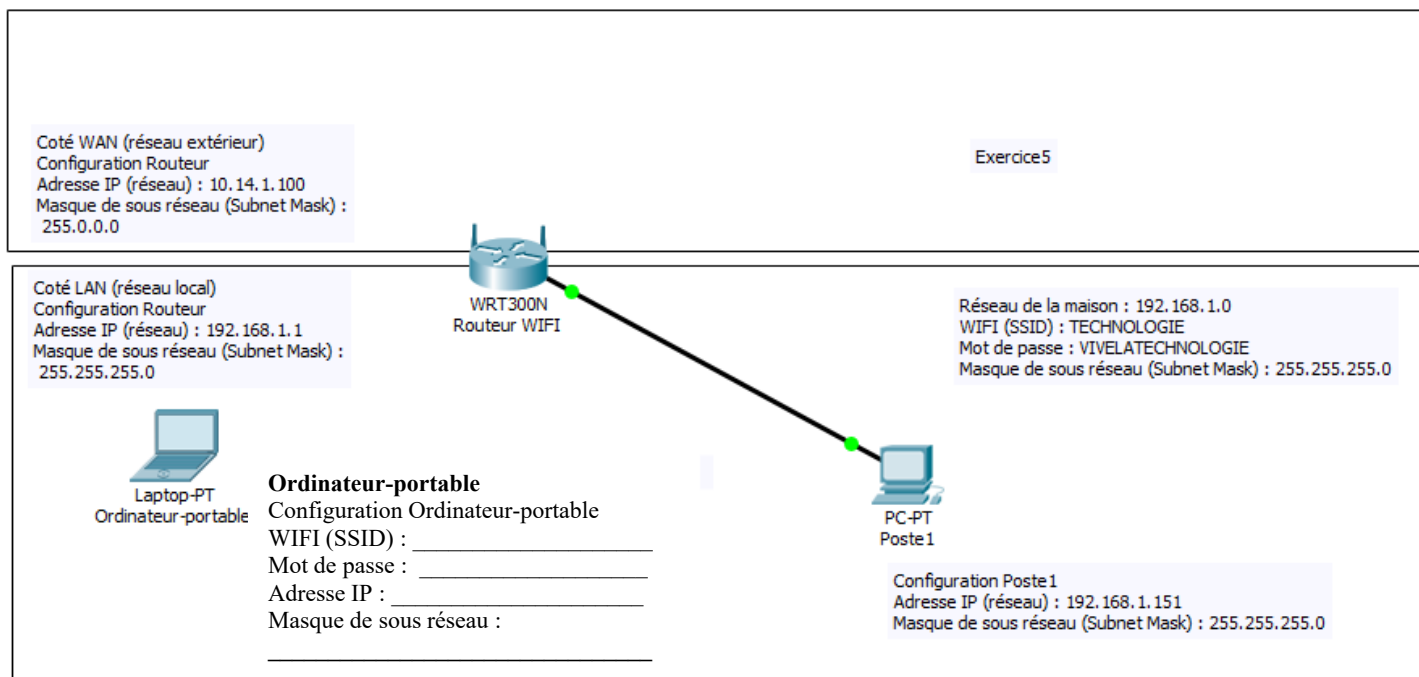 Coté WAN (réseau extérieur)
Configuration Routeur
Adresse IP (réseau) : 10.14.1.100
Masque de sous réseau (Subnet Mask) :
255.0.0.0
Exercice5
WRT300N
Routeur WIFI
Coté LAN (réseau local)
Configuration Routeur
Adresse IP (réseau) : 192.168.1.1
Masque de sous réseau (Subnet Mask) :
255.255.255.0
Réseau de la maison : 192.168.1.0
WIFI (SSID) : TECHNOLOGIE
Mot de passe : VIVELATECHNOLOGIE
Masque de sous réseau (Subnet Mask) : 255.255.255.0
Laptop-PT
Ordinateur-portable
Ordinateur-portable
Configuration Ordinateur-portable
WIFI (SSID) : ____________________
Mot de passe : ___________________
Adresse IP : _____________________
Masque de sous réseau :
________________________________
PC-PT
Poste1
Configuration Poste1
Adresse IP (réseau) : 192.168.1.151
Masque de sous réseau (Subnet Mask) : 255.255.255.0